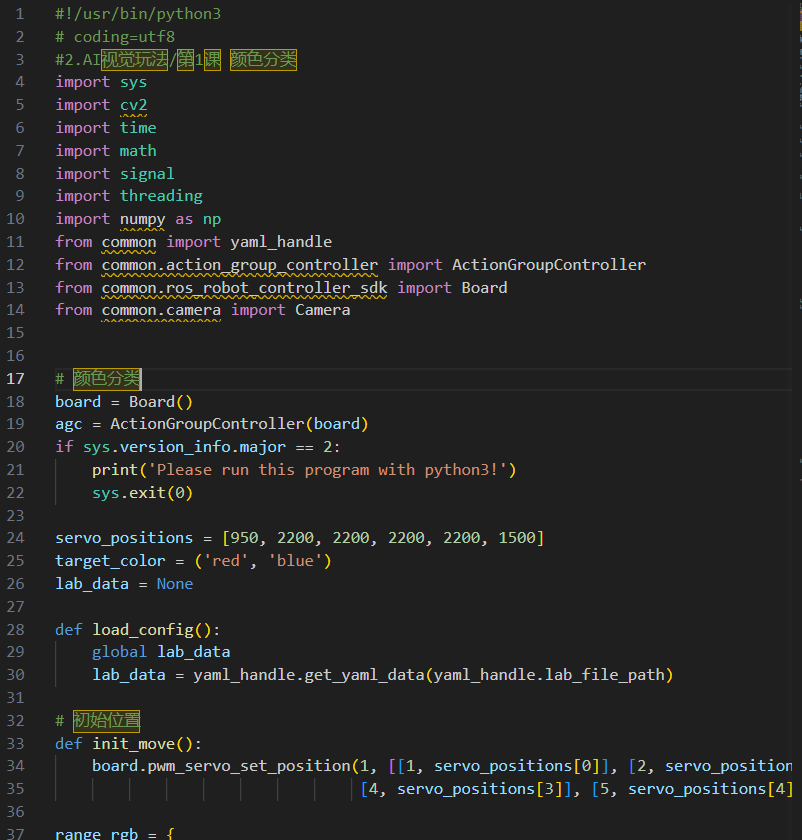 1 #!/usr/bin/python3
2 # coding=utf8
3 #2.AI视觉玩法/第1课 颜色分类
4 import sys
5 import cv2
6 import time
7 import math
8 import signal
9 import threading
10 import numpy as np
11 from common import yaml_handle
12 from common.action_group_controller import ActionGroupController
13 from common.ros_robot_controller_sdk import Board
14 from common.camera import Camera
15
16
17 # 颜色分类
18 board = Board()
19 agc = ActionGroupController(board)
20 if sys.version_info.major == 2:
21     print('Please run this program with python3!')
22     sys.exit(0)
23
24 servo_positions = [950, 2200, 2200, 2200, 2200, 1500]
25 target_color = ('red', 'blue')
26 lab_data = None
27
28 def load_config():
29     global lab_data
30     lab_data = yaml_handle.get_yaml_data(yaml_handle.lab_file_path)
31
32 # 初始位置
33 def init_move():
34     board.pwm_servo_set_position(1, [[1, servo_positions[0]], [2, servo_position
35                                  [4, servo_positions[3]], [5, servo_positions[4]
36
37 range_rgb = {